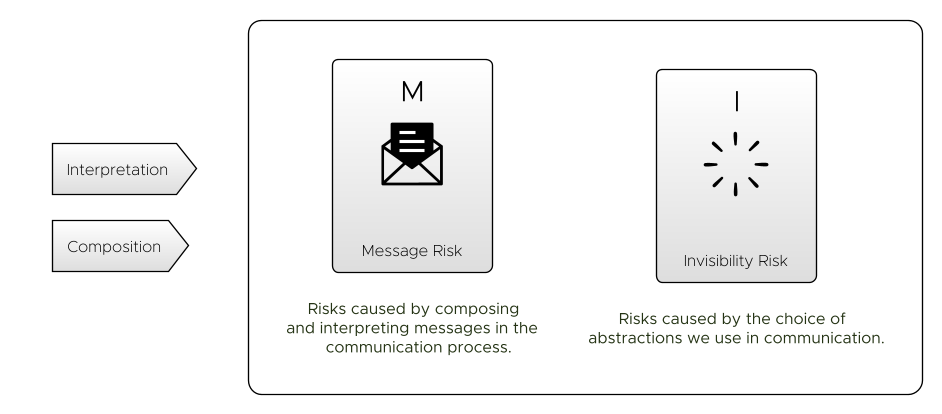 Interpretation
Composition
M
Message Risk
Risks caused by composing
and interpreting messages in the
communication process.
I
Invisibility Risk
Risks caused by the choice of
abstractions we use in communication.